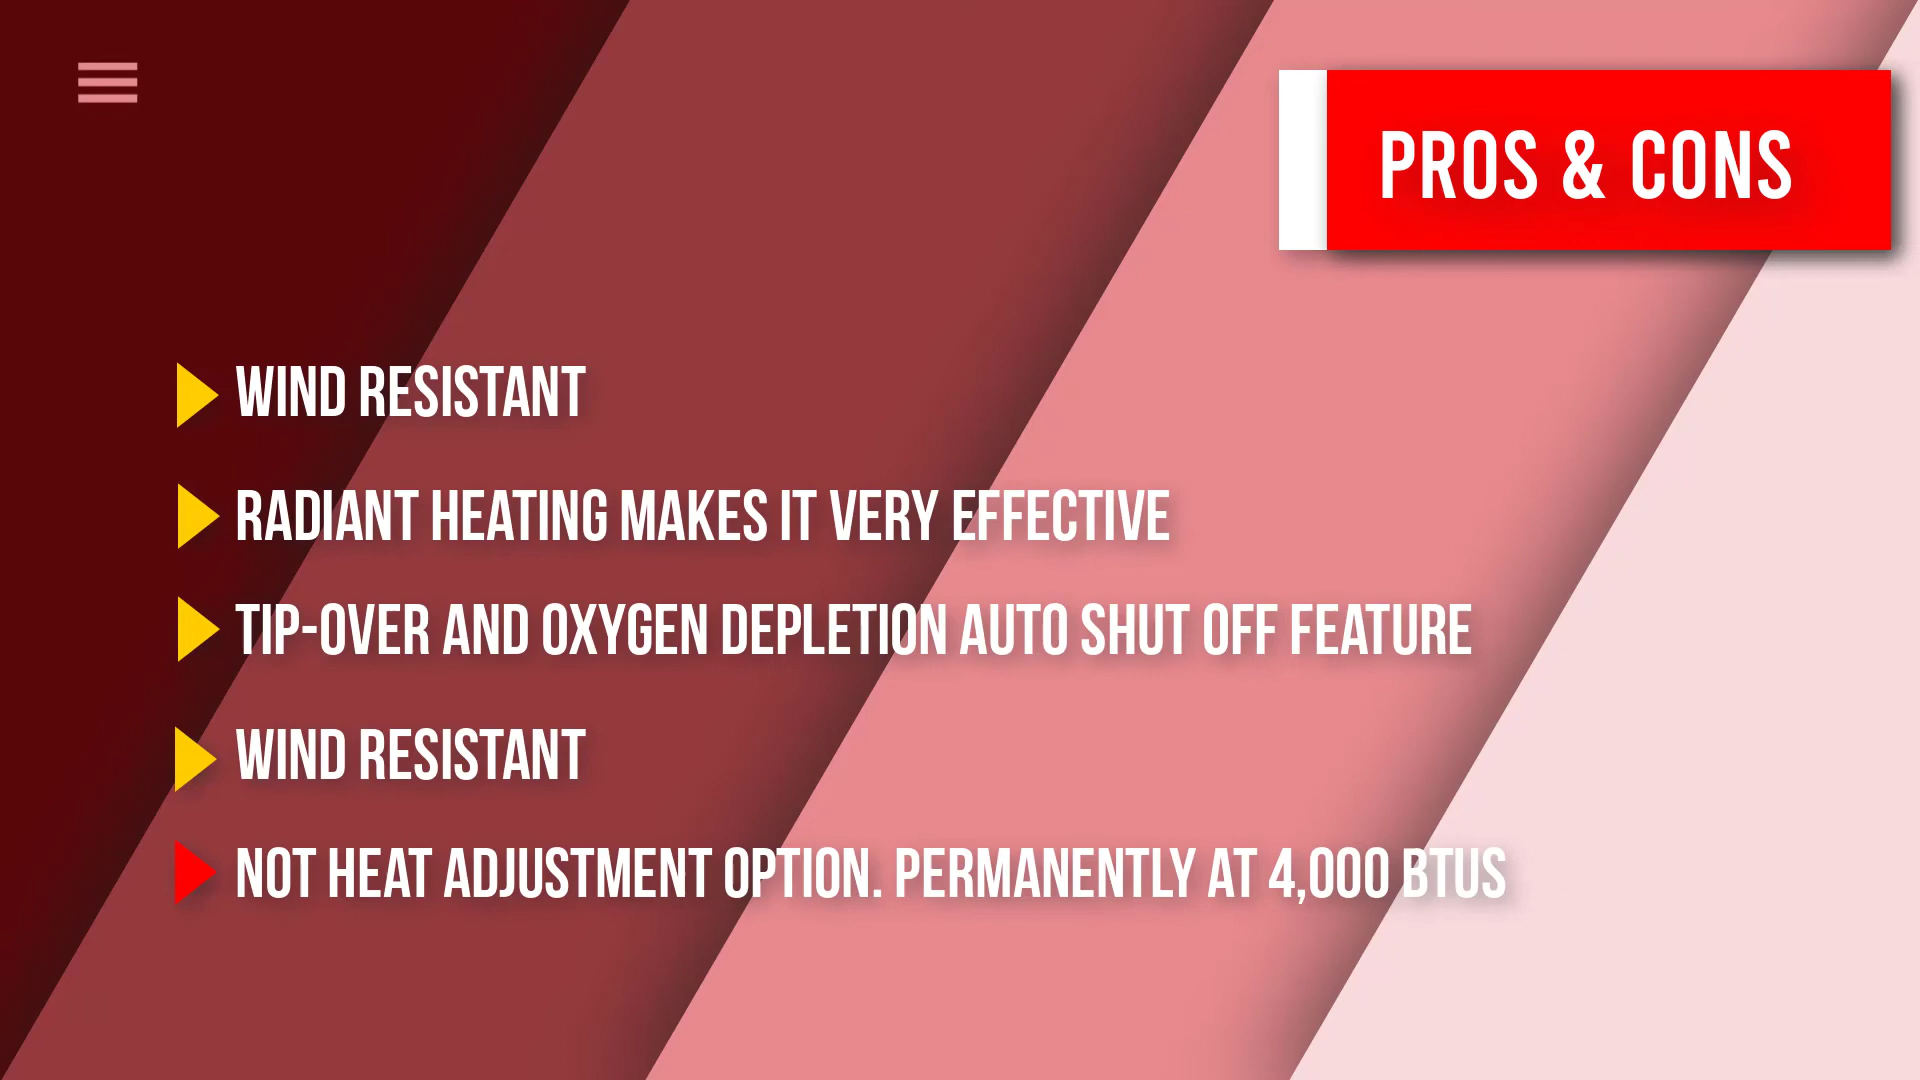 PROS & CONS
WIND RESISTANT
RADIANT HEATING MAKES IT VERY EFFECTIVE
TIP-OVER AND OXYGEN DEPLETION AUTO SHUT OFF FEATURE
WIND RESISTANT
NOT HEAT ADJUSTMENT OPTION. PERMANENTLY AT 4,000 BTUS